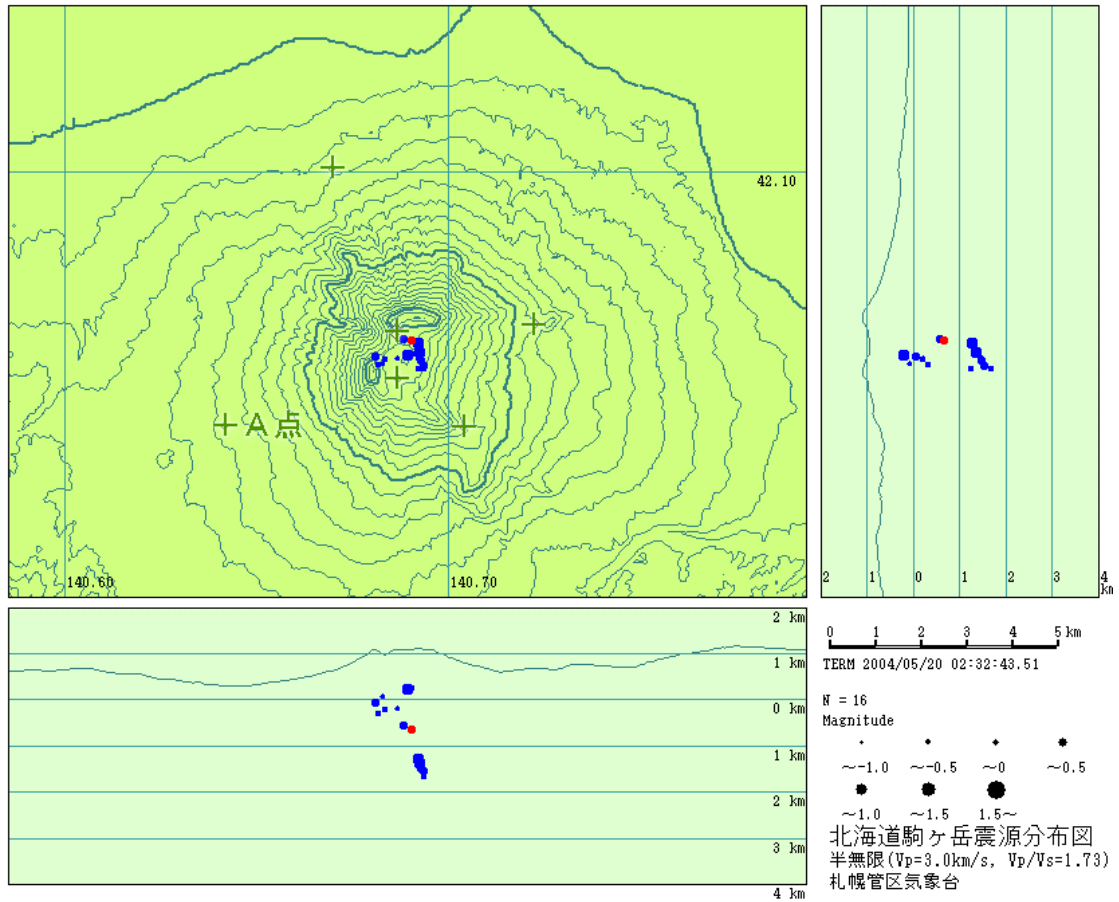 42.10
A点
140.60
140.70
2
1
0
1
2
3
4
km
2 km
1 km
0 km
1 km
2 km
3 km
4 km
0 1 2 3 4 5 km
TERM 2004/05/20 02:32:43.51
N = 16
Magnitude
～-1.0 ～-0.5 ～0 ～0.5
～1.0 ～1.5 1.5～
北海道駒ヶ岳震源分布図
半無限(Vp=3.0km/s, Vp/Vs=1.73)
札幌管区気象台